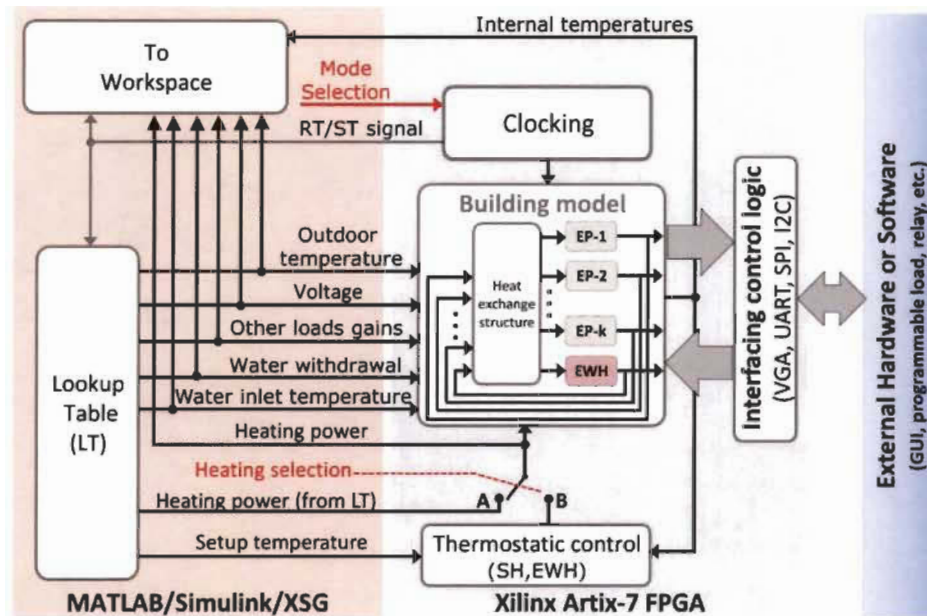 Internal temperatures
To
Workspace
Mode
Selection
RT/ST signal
Clocking
Building model
Outdoor
temperature
Voltage
Other loads gains
Water withdrawal
Water inlet temperature
Heating power
Heating selection
Heating power (from LT)
Setup temperature
Lookup
Table
(LT)
Heat
exchange
structure
EP-1
EP-2
EP-k
EWH
A
B
Thermostatic control
(SH,EWH)
Interfacing control logic
(VGA, UART, SPI, I2C)
External Hardware or Software
(GUI, programmable load, relay, etc.)
MATLAB/Simulink/XSG
Xilinx Artix-7 FPGA